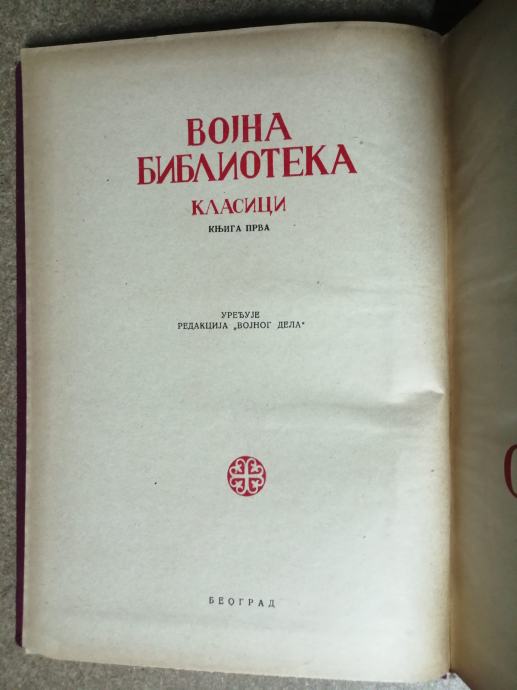 ВОЈНА
БИБЛИОТЕКА
КЛАСИЦИ
КЊИГА ПРВА
УРЕЂУЈЕ
РЕДАКЦИЈА „ВОЈНОГ ДЕЛА“
БЕОГРАД